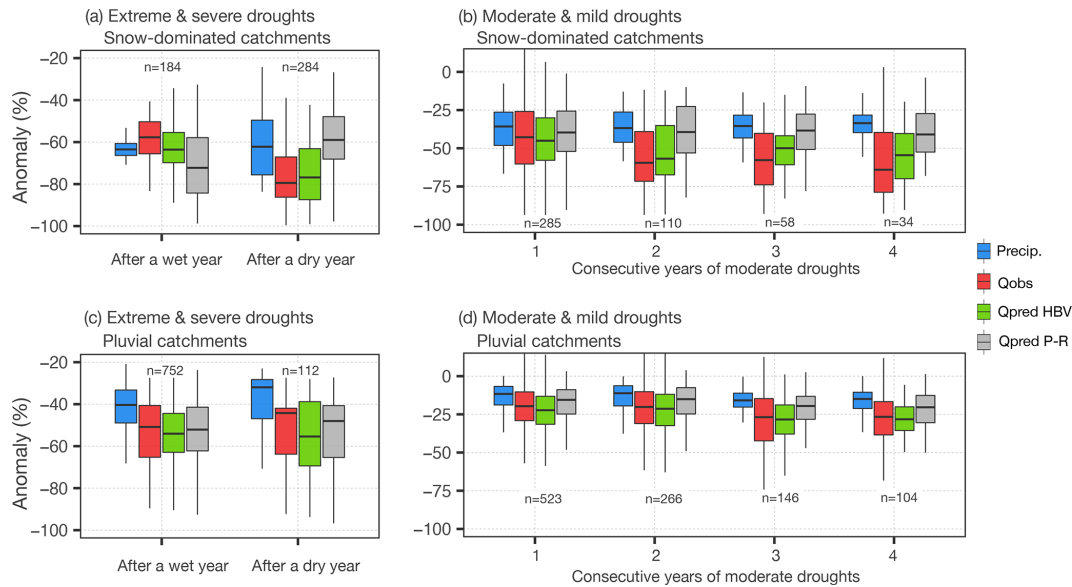 (a) Extreme & severe droughts
Snow-dominated catchments
Anomaly (%)
−20
−40
−60
−80
−100
n=184
n=284
After a wet year
After a dry year
(b) Moderate & mild droughts
Snow-dominated catchments
0
−25
−50
−75
−100
n=285
n=110
n=58
n=34
1
2
3
4
Consecutive years of moderate droughts
Precip.
Qobs
Qpred HBV
Qpred P-R
(c) Extreme & severe droughts
Pluvial catchments
Anomaly (%)
−20
−40
−60
−80
−100
n=752
n=112
After a wet year
After a dry year
(d) Moderate & mild droughts
Pluvial catchments
0
−25
−50
−75
−100
n=523
n=266
n=146
n=104
1
2
3
4
Consecutive years of moderate droughts